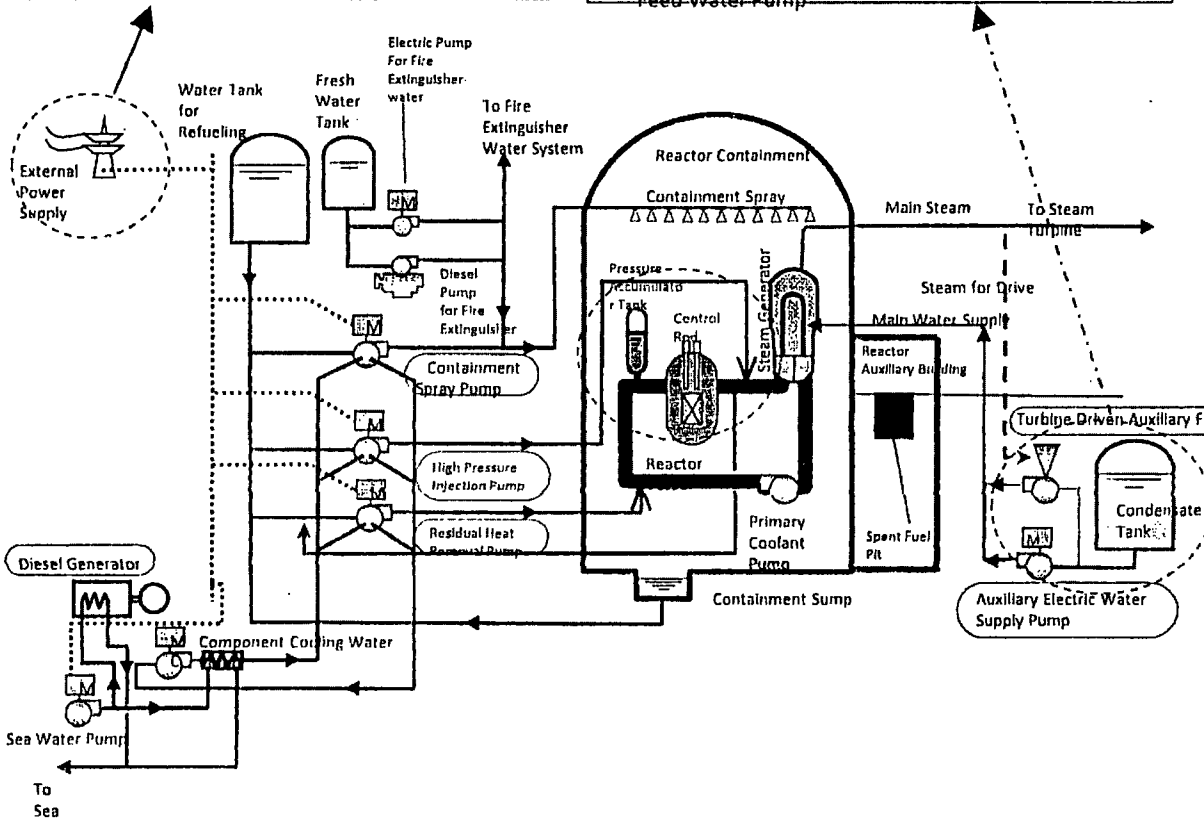 Feed Water Pump
Electric Pump
For Fire
Extinguisher
water
Water Tank
for
Refueling
Fresh
Water
Tank
To Fire
Extinguisher
Water System
External
Power
Supply
Reactor Containment
Containment Spray
Main Steam
To Steam
Turbine
Diesel
Pump
for Fire
Extinguisher
Pressure
Accumulato
r Tank
Control
Rod
Steam Generator
Steam for Drive
Main Water Supply
Reactor
Auxiliary Building
M
M
M
M
M
M
M
Containment
Spray Pump
High Pressure
Injection Pump
Reactor
Residual Heat
Removal Pump
Primary
Coolant
Pump
Spent Fuel
Pit
Turbine Driven Auxiliary F
Condensate
Tank
Auxiliary Electric Water
Supply Pump
Containment Sump
Diesel Generator
Component Cooling Water
Sea Water Pump
To
Sea